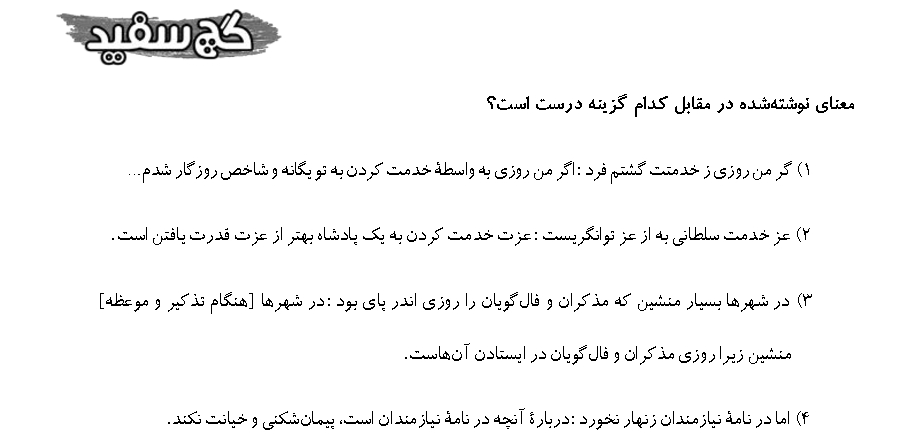 گچ سفید
معنای نوشته‌شده در مقابل کدام گزینه درست است؟
۱) گر من روزی ز خدمتت گشتم فرد :اگر من روزی به واسطهٔ خدمت کردن به تو یگانه و شاخص روزگار شدم...
۲) عز خدمت سلطانی به از عز توانگریست :عزت خدمت کردن به یک پادشاه بهتر از عزت قدرت یافتن است.
۳) در شهرها بسیار منشین که مذکران و فال‌گویان را روزی اندر پای بود :در شهرها [هنگام تذکیر و موعظه]
منشین زیرا روزی مذکران و فال‌گویان در ایستادن آن‌هاست.
۴) اما در نامهٔ نیازمندان زنهار نخورد :دربارهٔ آنچه در نامهٔ نیازمندان است، پیمان‌شکنی و خیانت نکند.